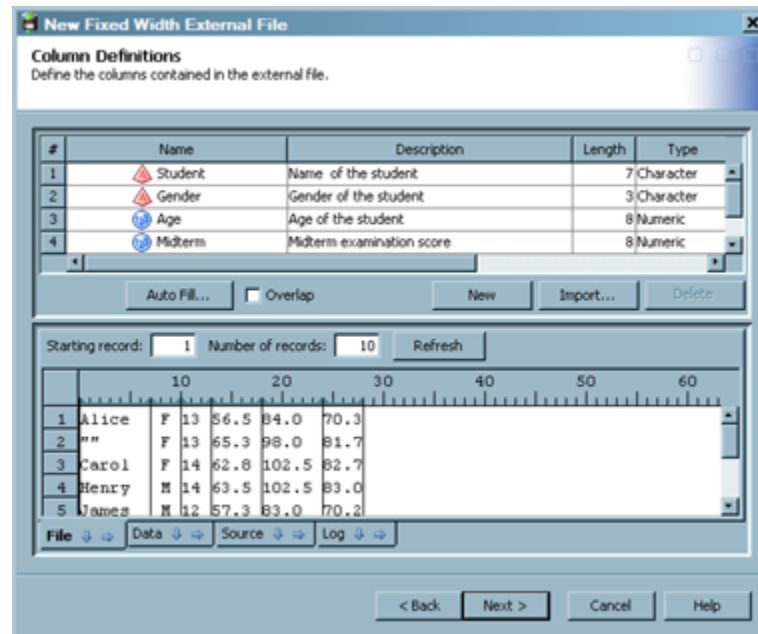 New Fixed Width External File
Column Definitions
Define the columns contained in the external file.
# Name Description Length Type
1 Student Name of the student 7 Character
2 Gender Gender of the student 3 Character
3 Age Age of the student 8 Numeric
4 Midterm Midterm examination score 8 Numeric
Auto Fill... Overlap New Import... Delete
Starting record: 1 Number of records: 10 Refresh
10 20 30 40 50 60
1 Alice F 13 56.5 84.0 70.3
2 "" F 13 65.3 98.0 81.7
3 Carol F 14 62.8 102.5 82.7
4 Henry M 14 63.5 102.5 83.0
5 James M 12 57.3 83.0 70.2
File Data Source Log
< Back Next > Cancel Help